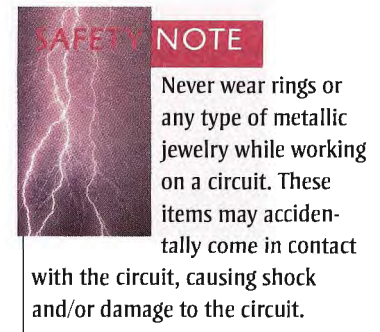 SAFETY NOTE
Never wear rings or
any type of metallic
jewelry while working
on a circuit. These
items may acciden-
tally come in contact
with the circuit, causing shock
and/or damage to the circuit.